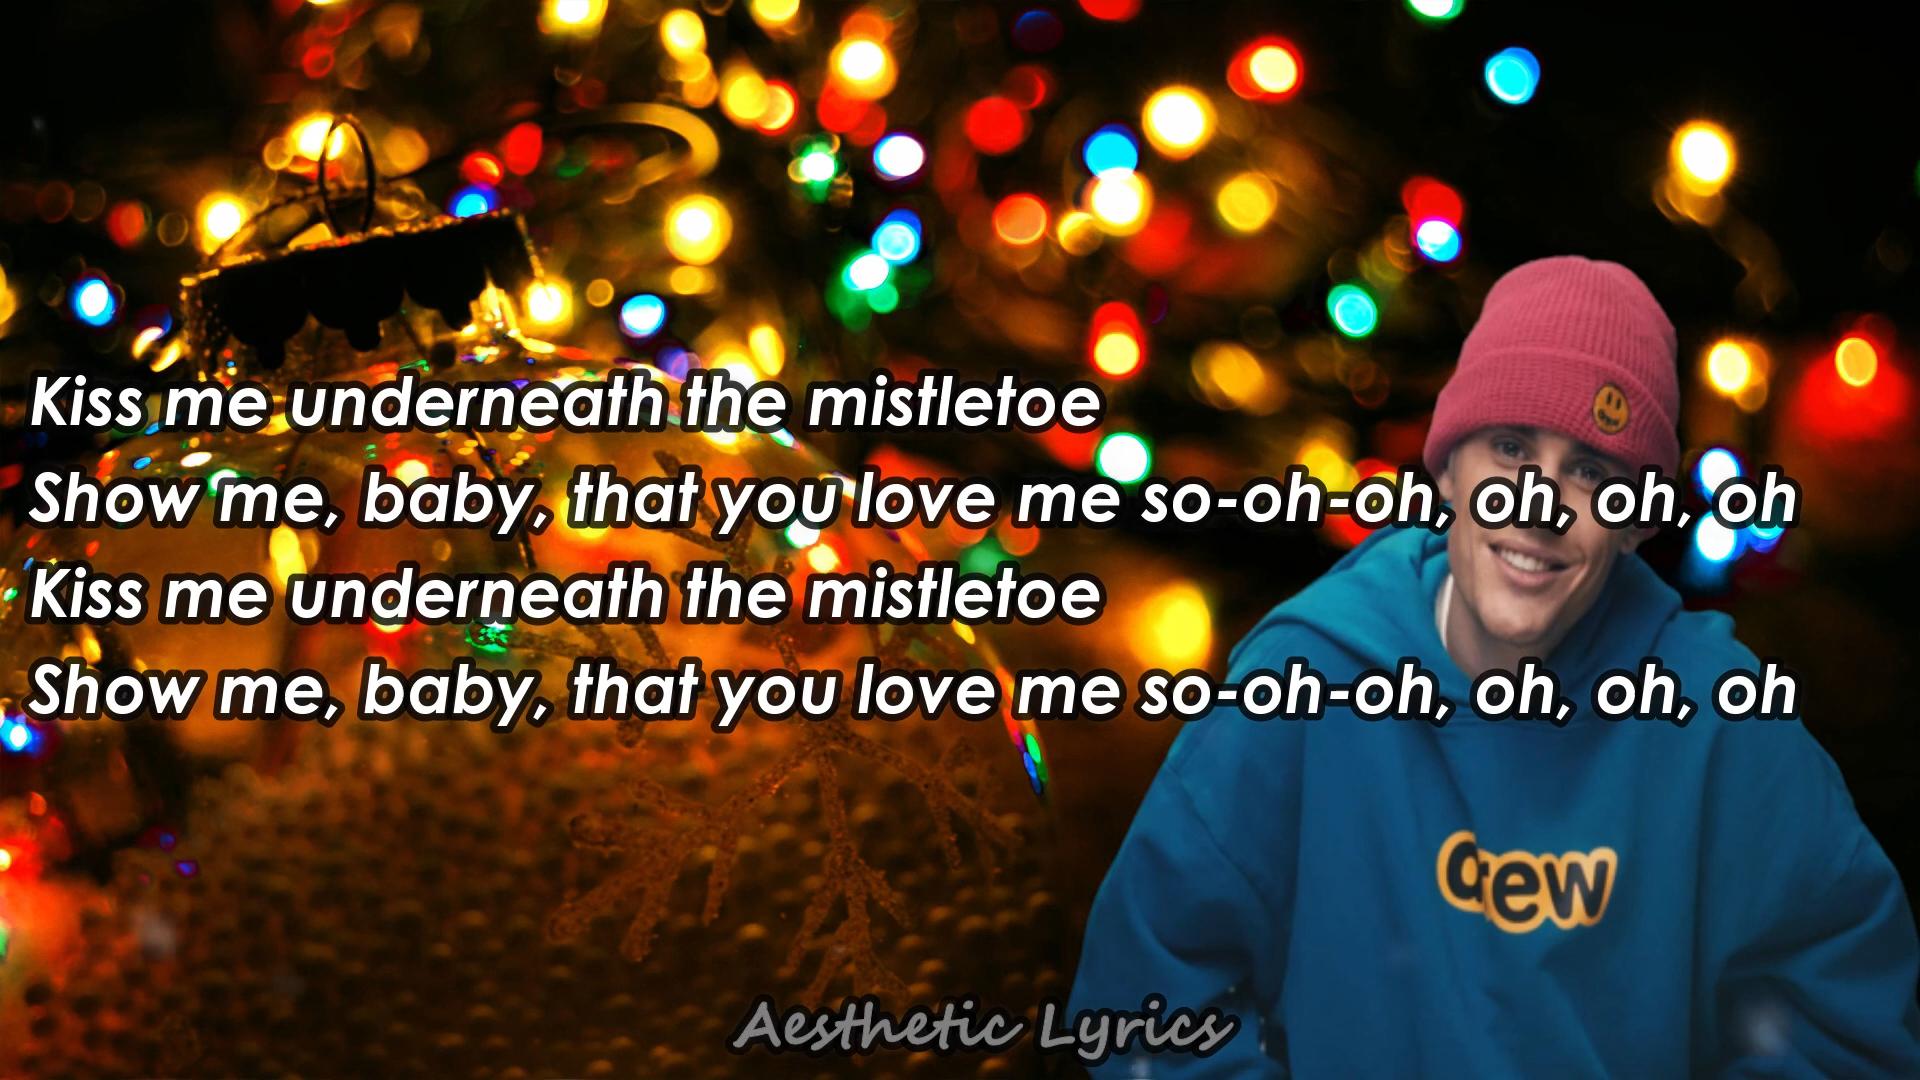 Kiss me underneath the mistletoe
Show me, baby, that you love me so-oh-oh, oh, oh, oh
Kiss me underneath the mistletoe
Show me, baby, that you love me so-oh-oh, oh, oh, oh
Drew
Aesthetic Lyrics